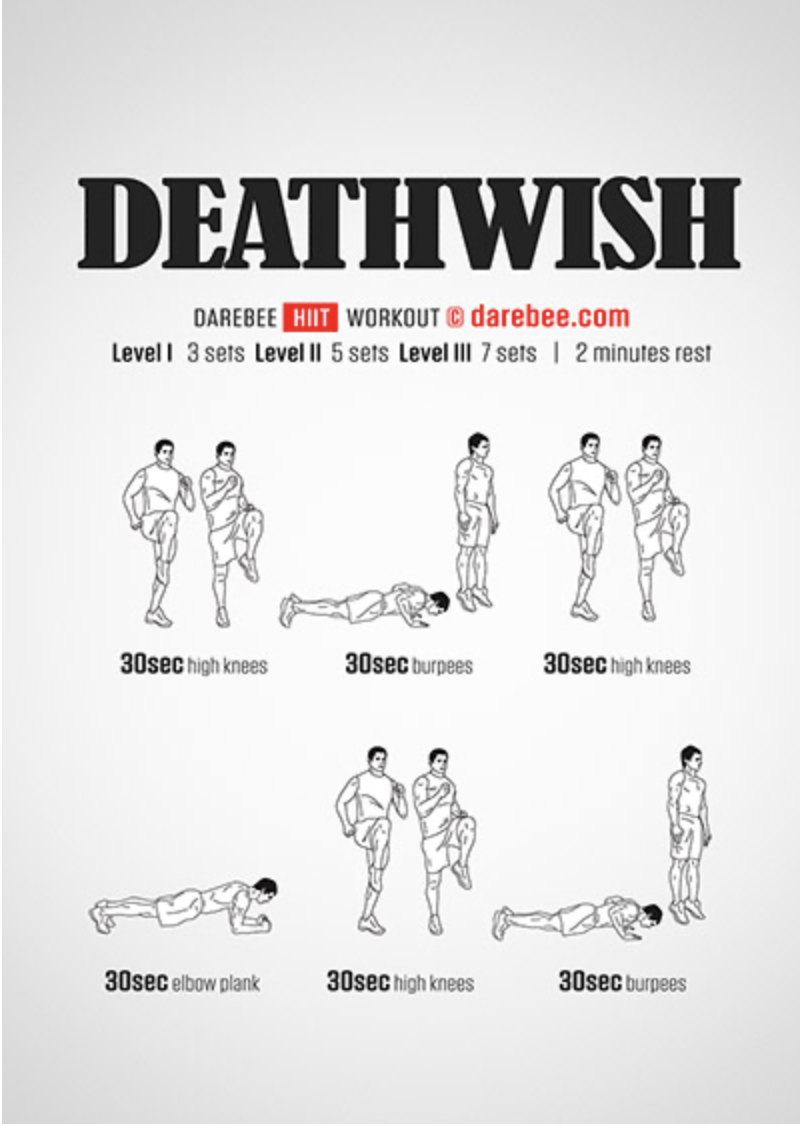 DEATHWISH
DAREBEE HIIT WORKOUT © darebee.com
Level I 3 sets Level II 5 sets Level III 7 sets | 2 minutes rest
30sec high knees 30sec burpees 30sec high knees
30sec elbow plank 30sec high knees 30sec burpees